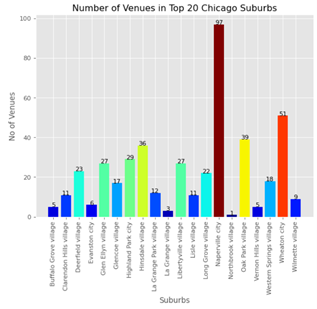 Number of Venues in Top 20 Chicago Suburbs
No of Venues
100
80
60
40
20
0
5
11
23
6
27
17
29
36
12
3
27
11
22
97
1
39
5
18
51
9
Buffalo Grove village
Clarendon Hills village
Deerfield village
Evanston city
Glen Ellyn village
Glencoe village
Highland Park city
Hinsdale village
La Grange Park village
La Grange village
Libertyville village
Lisle village
Long Grove village
Naperville city
Northbrook village
Oak Park village
Vernon Hills village
Western Springs village
Wheaton city
Wilmette village
Suburbs